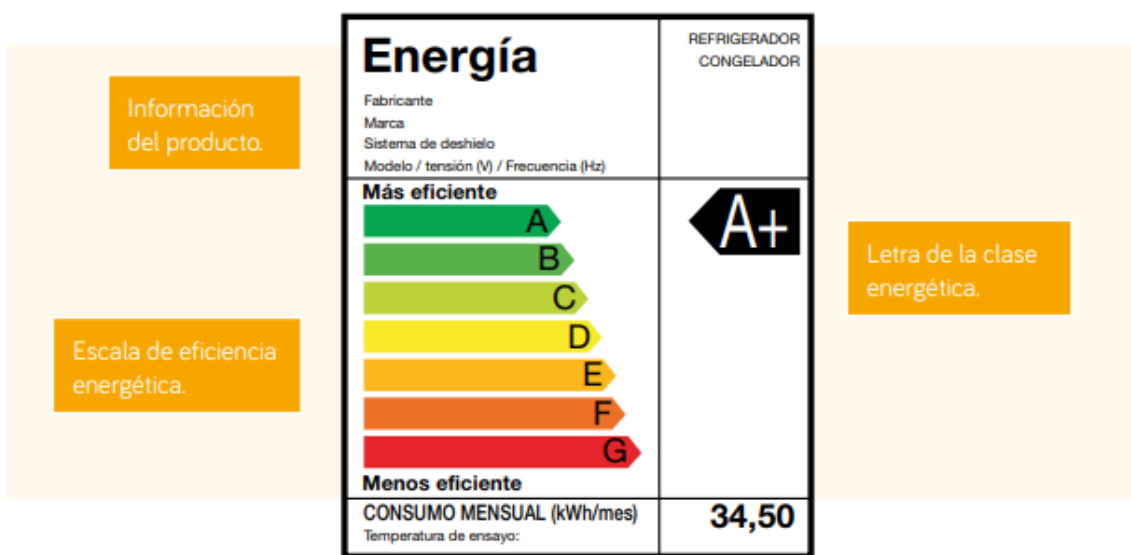 Información
del producto.
Energía
Fabricante
Marca
Sistema de deshielo
Modelo / tensión (V) / Frecuencia (Hz)
REFRIGERADOR
CONGELADOR
Más eficiente
A
B
C
D
E
F
G
Menos eficiente
A+
Letra de la clase
energética.
Escala de eficiencia
energética.
CONSUMO MENSUAL (kWh/mes)
34,50
Temperatura de ensayo: